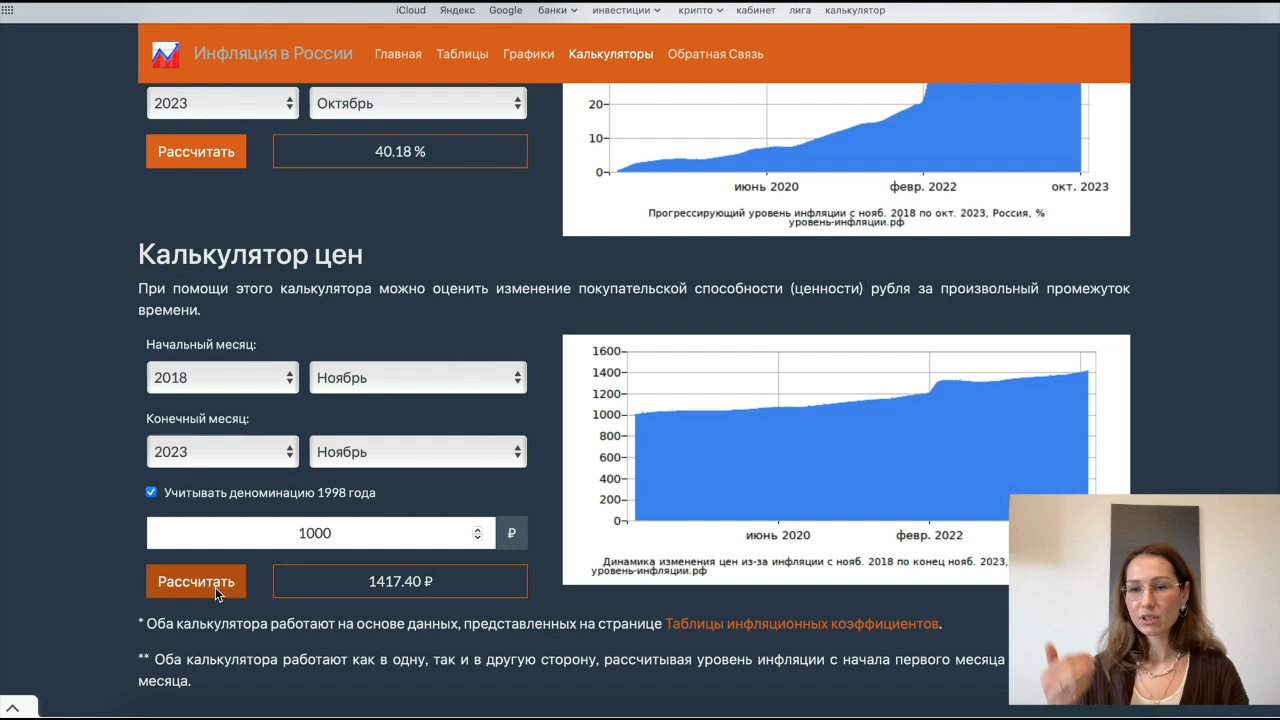 iCloud Яндекс Google банки инвестиции крипто кабинет лига калькулятор
Инфляция в России Главная Таблицы Графики Калькуляторы Обратная Связь
2023 Октябрь
Рассчитать 40.18 %
20
10
0
июнь 2020 февр. 2022 окт. 2023
Прогрессирующий уровень инфляции с нояб. 2018 по окт. 2023, Россия, %
уровень-инфляции.рф
Калькулятор цен
При помощи этого калькулятора можно оценить изменение покупательской способности (ценности) рубля за произвольный промежуток
времени.
Начальный месяц:
2018 Ноябрь
Конечный месяц:
2023 Ноябрь
Учитывать деноминацию 1998 года
1000 ₽
Рассчитать 1417.40 ₽
1600
1400
1200
1000
800
600
400
200
0
июнь 2020 февр. 2022
Динамика изменения цен из-за инфляции с нояб. 2018 по конец нояб. 2023,
уровень-инфляции.рф
* Оба калькулятора работают на основе данных, представленных на странице Таблицы инфляционных коэффициентов.
** Оба калькулятора работают как в одну, так и в другую сторону, рассчитывая уровень инфляции с начала первого месяца
месяца.